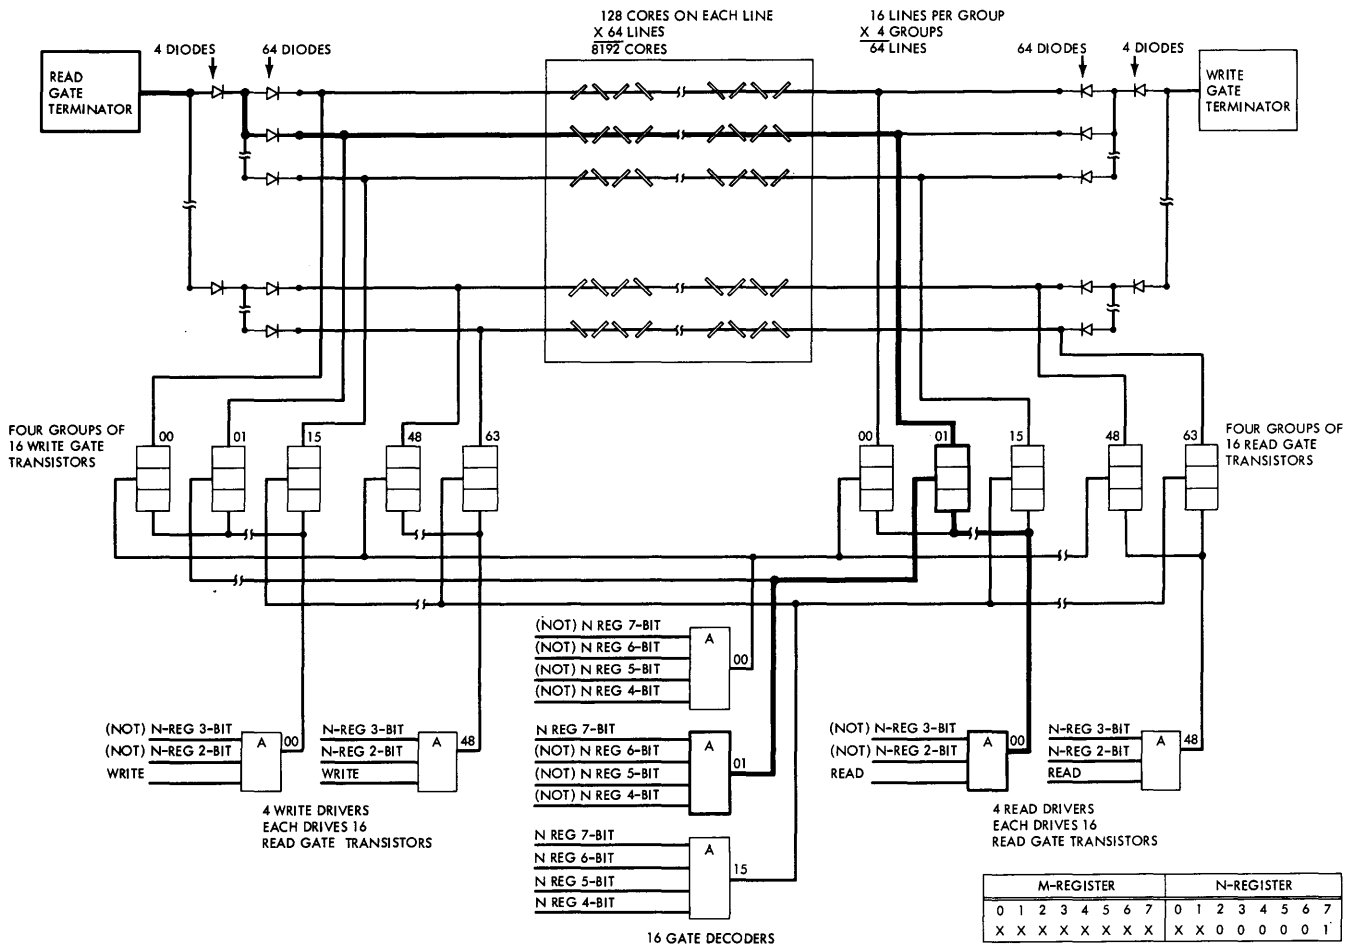 128 CORES ON EACH LINE
X 64 LINES
8192 CORES
16 LINES PER GROUP
X 4 GROUPS
64 LINES
4 DIODES
64 DIODES
64 DIODES
4 DIODES
READ
GATE
TERMINATOR
WRITE
GATE
TERMINATOR
FOUR GROUPS OF
16 WRITE GATE
TRANSISTORS
00
01
15
48
63
00
01
15
48
63
FOUR GROUPS OF
16 READ GATE
TRANSISTORS
(NOT) N REG 7-BIT
(NOT) N REG 6-BIT
(NOT) N REG 5-BIT
(NOT) N REG 4-BIT
A
00
(NOT) N-REG 3-BIT
(NOT) N-REG 2-BIT
WRITE
A
00
N-REG 3-BIT
N-REG 2-BIT
WRITE
A
48
N REG 7-BIT
(NOT) N REG 6-BIT
(NOT) N REG 5-BIT
(NOT) N REG 4-BIT
A
01
(NOT) N-REG 3-BIT
(NOT) N-REG 2-BIT
READ
A
00
N-REG 3-BIT
N-REG 2-BIT
READ
A
48
4 WRITE DRIVERS
EACH DRIVES 16
READ GATE TRANSISTORS
N REG 7-BIT
N REG 6-BIT
N REG 5-BIT
N REG 4-BIT
A
15
16 GATE DECODERS
4 READ DRIVERS
EACH DRIVES 16
READ GATE TRANSISTORS
M-REGISTER N-REGISTER
0 1 2 3 4 5 6 7 0 1 2 3 4 5 6 7
X X X X X X X X X X 0 0 0 0 0 1